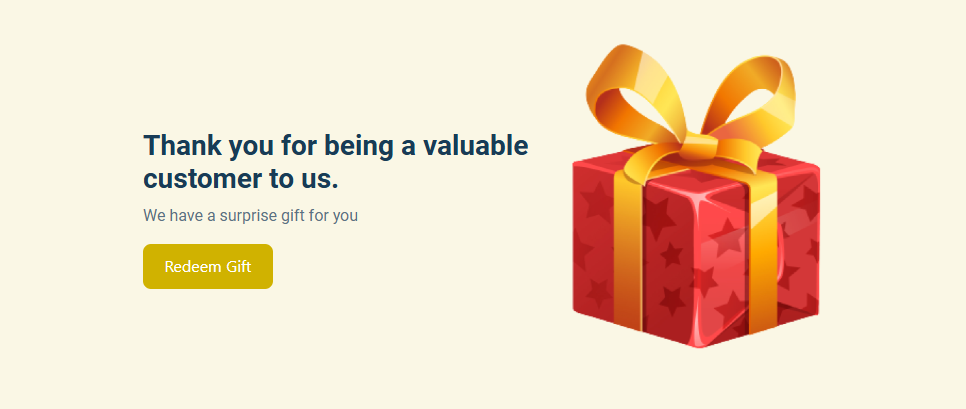 Thank you for being a valuable
customer to us.
We have a surprise gift for you
Redeem Gift